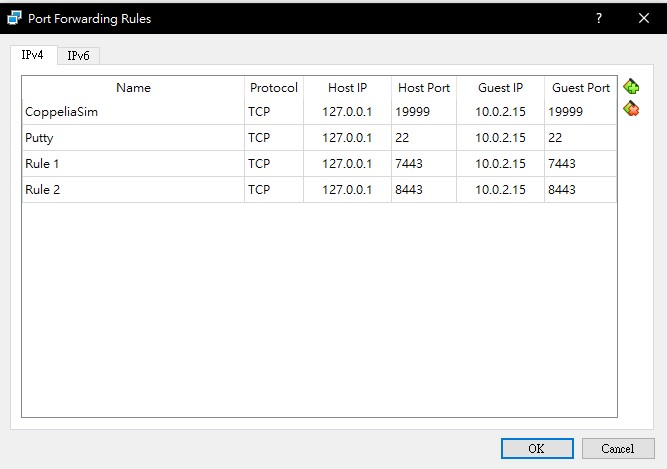 Port Forwarding Rules
IPv4 IPv6
Name Protocol Host IP Host Port Guest IP Guest Port
CoppeliaSim TCP 127.0.0.1 19999 10.0.2.15 19999
Putty TCP 127.0.0.1 22 10.0.2.15 22
Rule 1 TCP 127.0.0.1 7443 10.0.2.15 7443
Rule 2 TCP 127.0.0.1 8443 10.0.2.15 8443
OK Cancel